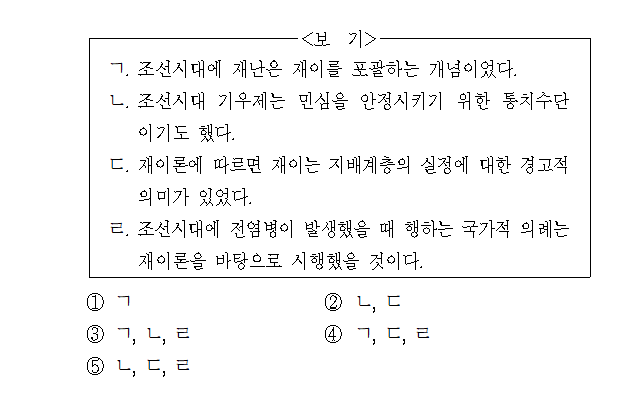 <보 기>
ㄱ. 조선시대에 재난은 재이를 포괄하는 개념이었다.
ㄴ. 조선시대 기우제는 민심을 안정시키기 위한 통치수단
이기도 했다.
ㄷ. 재이론에 따르면 재이는 지배계층의 실정에 대한 경고적
의미가 있었다.
ㄹ. 조선시대에 전염병이 발생했을 때 행하는 국가적 의례는
재이론을 바탕으로 시행했을 것이다.
① ㄱ ② ㄴ, ㄷ
③ ㄱ, ㄴ, ㄹ ④ ㄱ, ㄷ, ㄹ
⑤ ㄴ, ㄷ, ㄹ